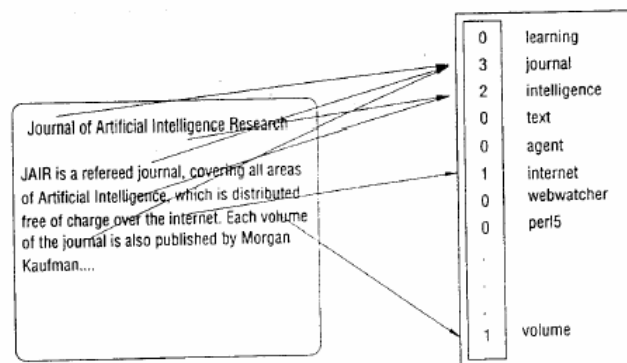 Journal of Artificial Intelligence Research
JAIR is a refereed journal, covering all areas
of Artificial Intelligence, which is distributed
free of charge over the internet. Each volume
of the journal is also published by Morgan
Kaufman....
0 learning
3 journal
2 intelligence
0 text
0 agent
1 internet
0 webwatcher
0 perl5
.
.
.
1 volume